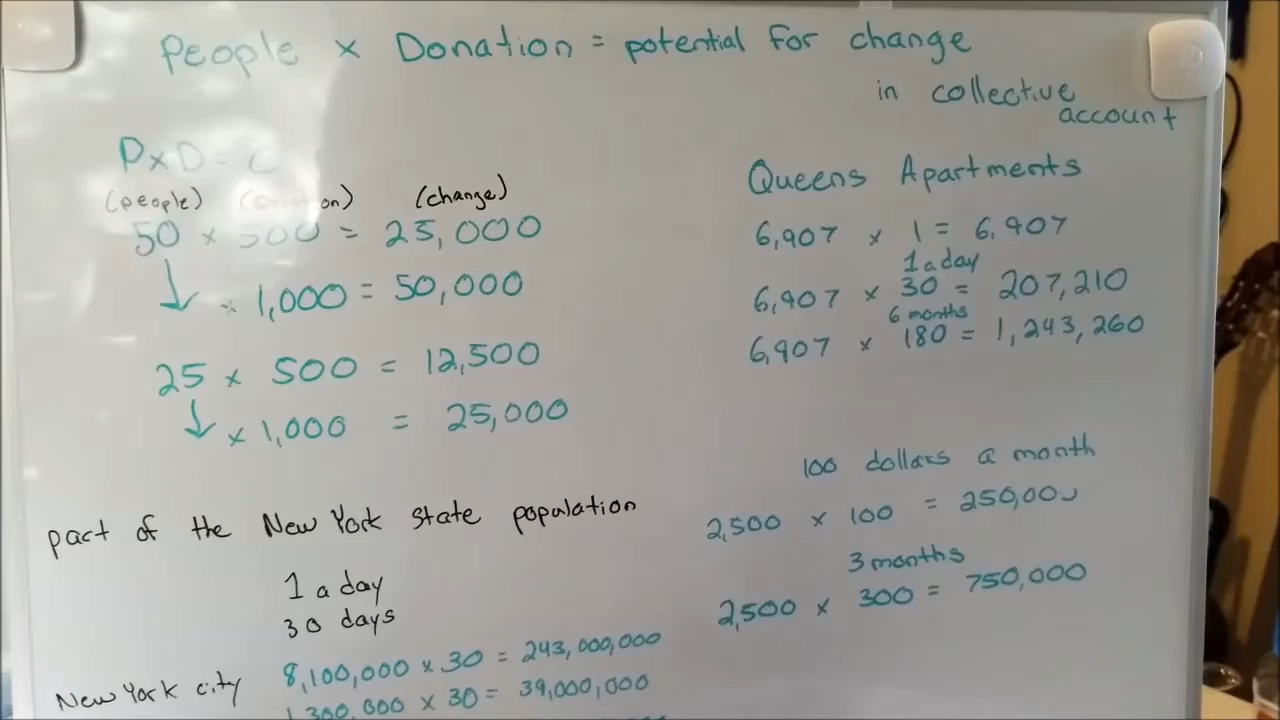 People x Donation = potential for change
in collective
account
PxD = C
(people) (change)
50 x 500 = 25,000
x 1,000 = 50,000
25 x 500 = 12,500
x 1,000 = 25,000
Queens Apartments
6,907 x 1 = 6,907
1 a day
6,907 x 30 = 207,210
6 months
6,907 x 180 = 1,243,260
100 dollars a month
2,500 x 100 = 250,000
3 months
2,500 x 300 = 750,000
part of the New York State population
1 a day
30 days
8,100,000 x 30 = 243,000,000
New York city
1,300,000 x 30 = 39,000,000